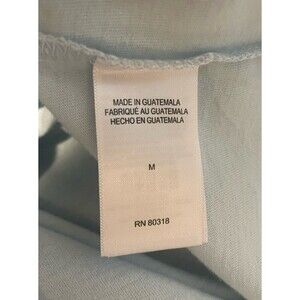 MADE IN GUATEMALA
FABRIQUÉ AU GUATEMALA
HECHO EN GUATEMALA
M
RN 80318